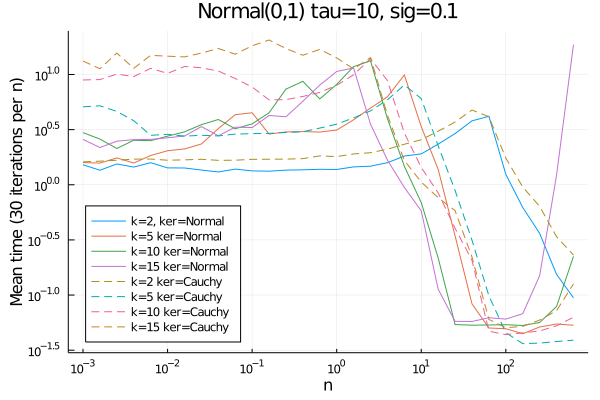 Normal(0,1) tau=10, sig=0.1
Mean time (30 iterations per n)
10^1.0
10^0.5
10^0.0
10^−0.5
10^−1.0
10^−1.5
k=2, ker=Normal
k=5 ker=Normal
k=10 ker=Normal
k=15 ker=Normal
k=2 ker=Cauchy
k=5 ker=Cauchy
k=10 ker=Cauchy
k=15 ker=Cauchy
10^−3 10^−2 10^−1 10^0 10^1 10^2
n